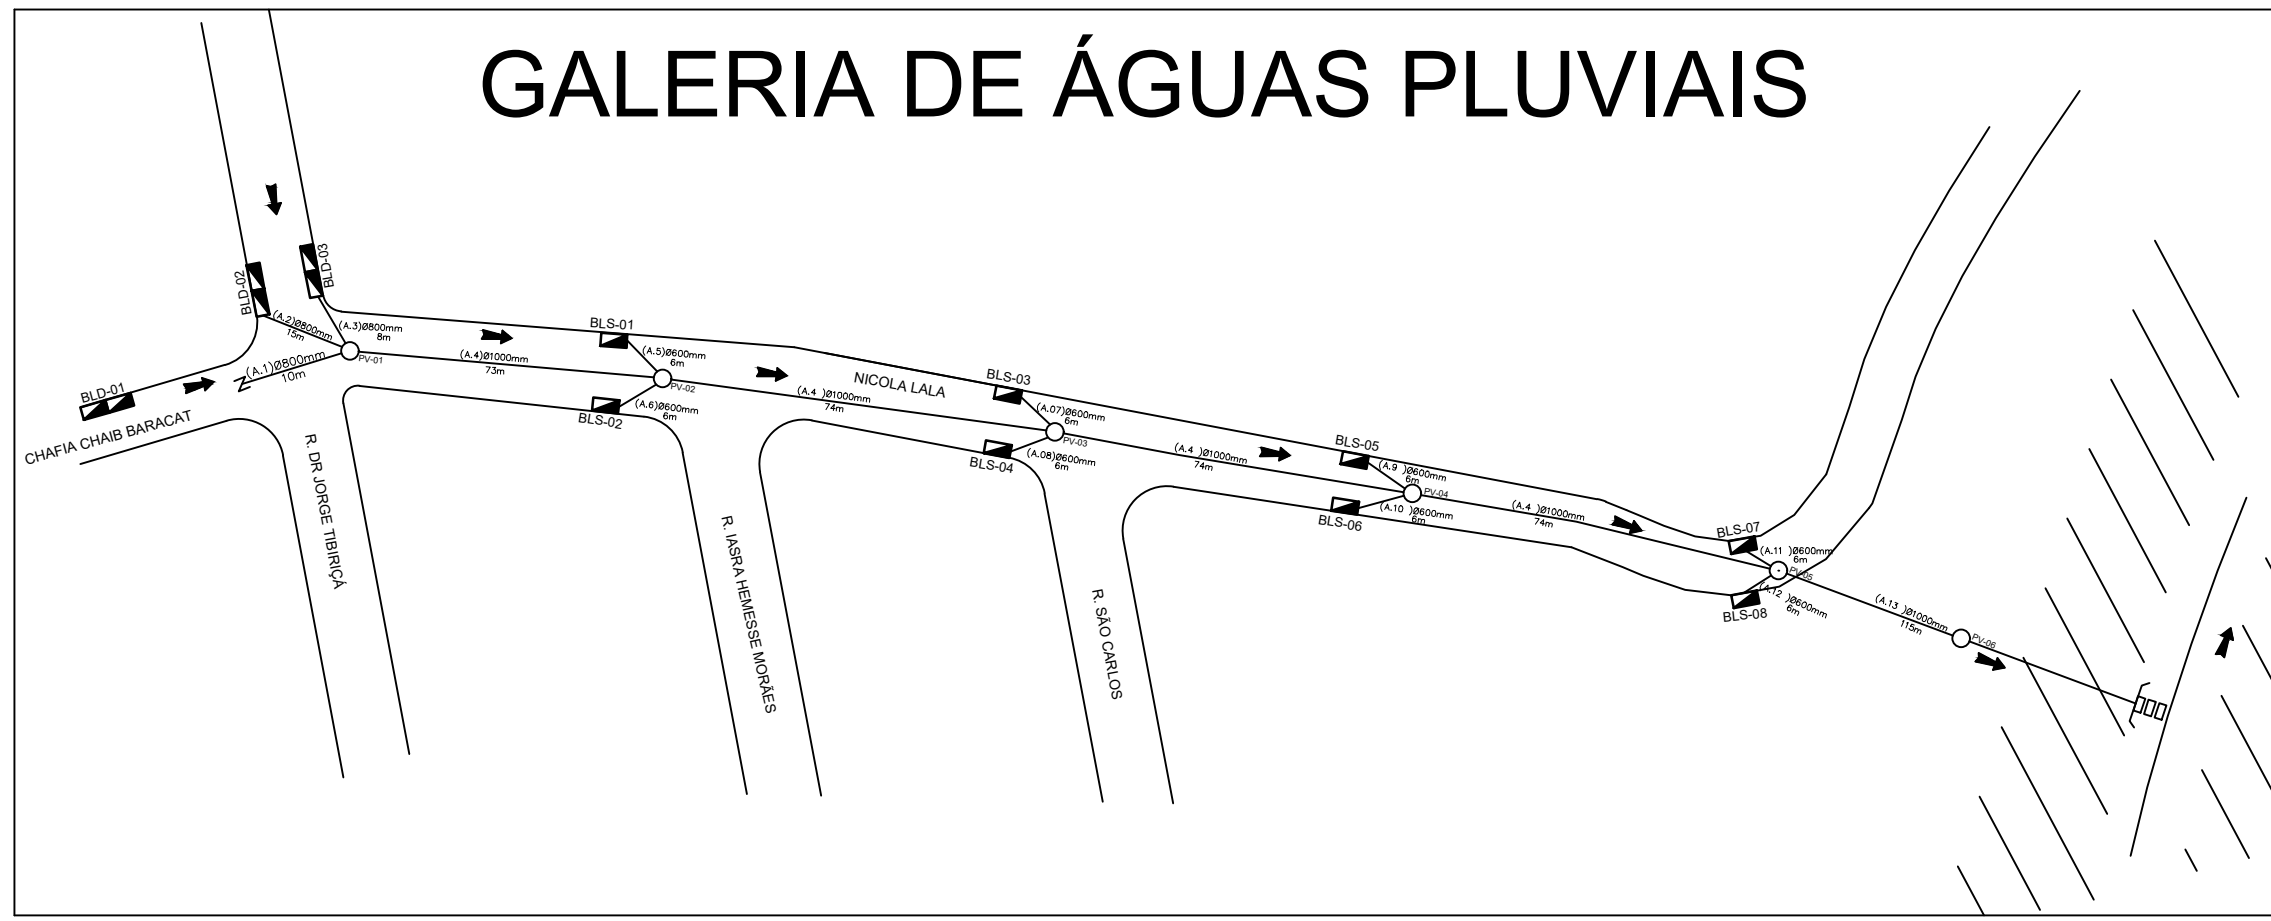 GALERIA DE ÁGUAS PLUVIAIS
BLD-02
BLD-03
(A.2)Ø800mm
15m
(A.3)Ø800mm
8m
(A.1)Ø800mm
10m
PV-01
BLD-01
CHAFIA CHAIB BARACAT
R. DR JORGE TIBIRIÇÁ
(A.4)Ø1000mm
73m
BLS-01
(A.5)Ø600mm
6m
PV-02
BLS-02
(A.6)Ø600mm
6m
NICOLA LALA
(A.4 )Ø1000mm
74m
R. IASRA HEMESSE MORÃES
BLS-03
(A.07)Ø600mm
6m
PV-03
BLS-04
(A.08)Ø600mm
6m
(A.4 )Ø1000mm
74m
R. SÃO CARLOS
BLS-05
(A.9 )Ø600mm
6m
PV-04
BLS-06
(A.10 )Ø600mm
6m
(A.4 )Ø1000mm
74m
BLS-07
(A.11 )Ø600mm
6m
PV-05
BLS-08
(A.12 )Ø600mm
6m
(A.13 )Ø1000mm
115m
PV-06